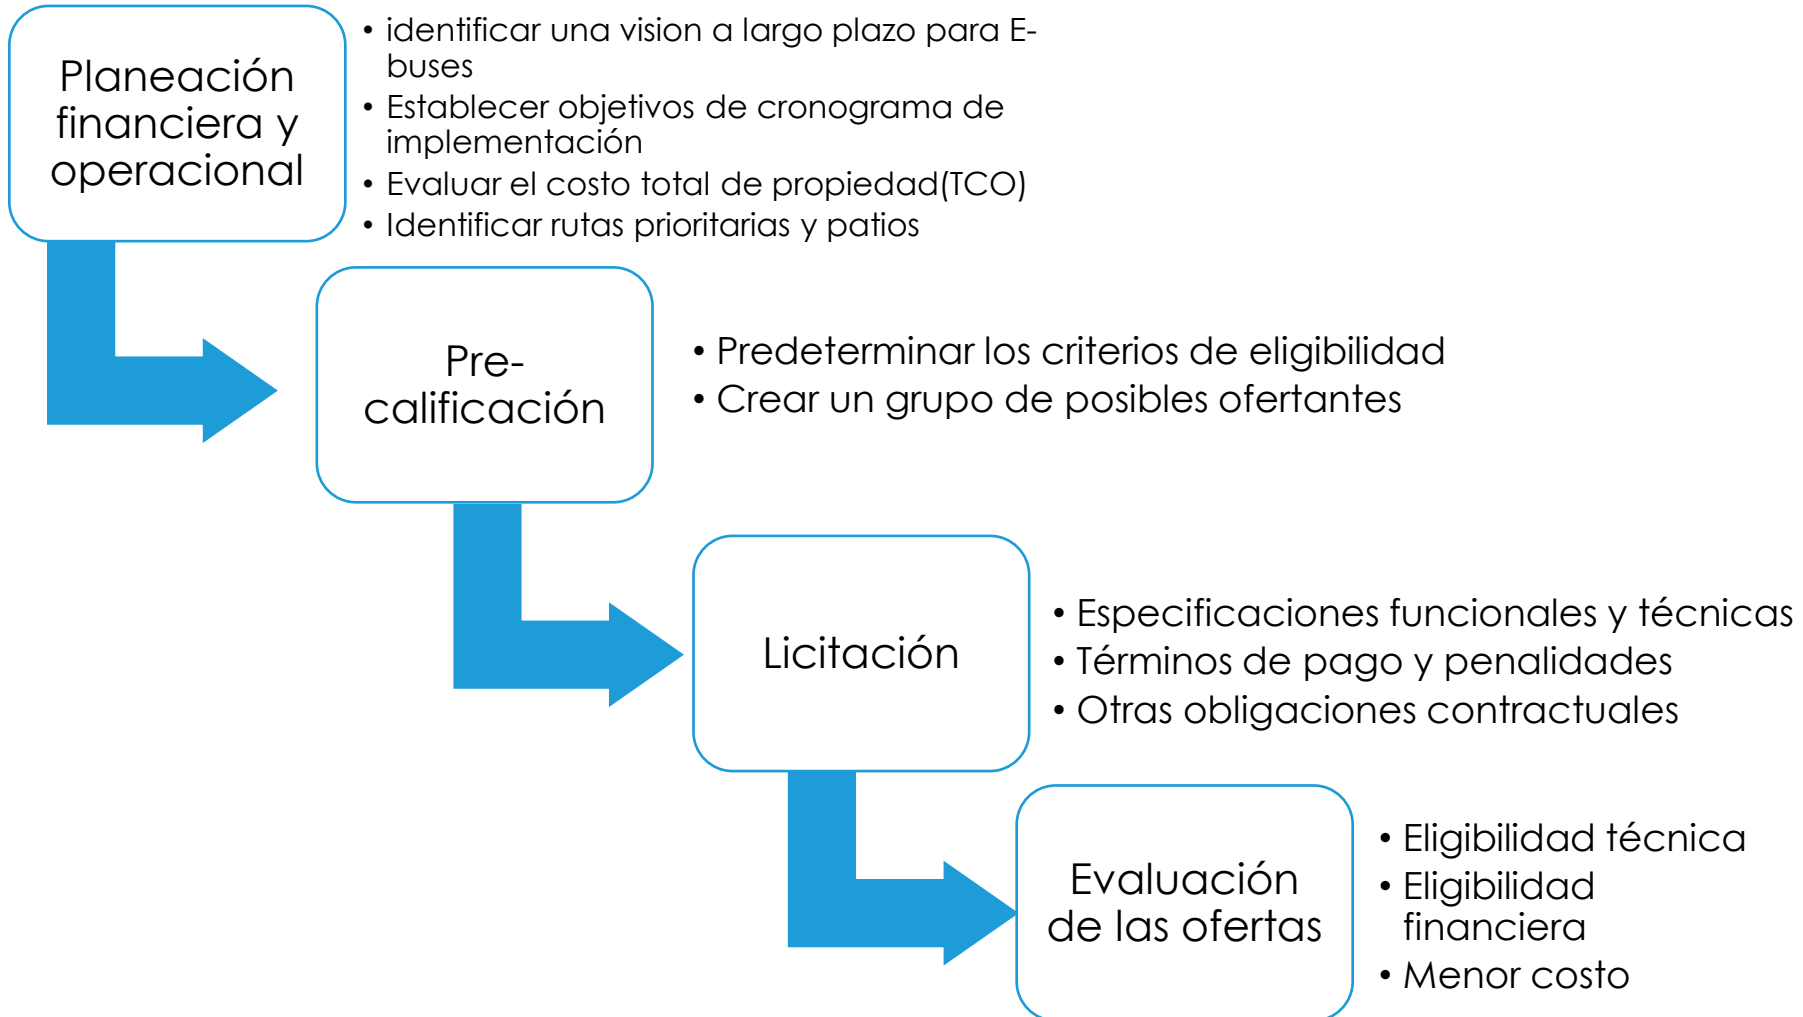 Planeación
financiera y
operacional
• identificar una vision a largo plazo para E-
buses
• Establecer objetivos de cronograma de
implementación
• Evaluar el costo total de propiedad(TCO)
• Identificar rutas prioritarias y patios
Pre-
calificación
• Predeterminar los criterios de eligibilidad
• Crear un grupo de posibles ofertantes
Licitación
• Especificaciones funcionales y técnicas
• Términos de pago y penalidades
• Otras obligaciones contractuales
Evaluación
de las ofertas
• Eligibilidad técnica
• Eligibilidad
financiera
• Menor costo